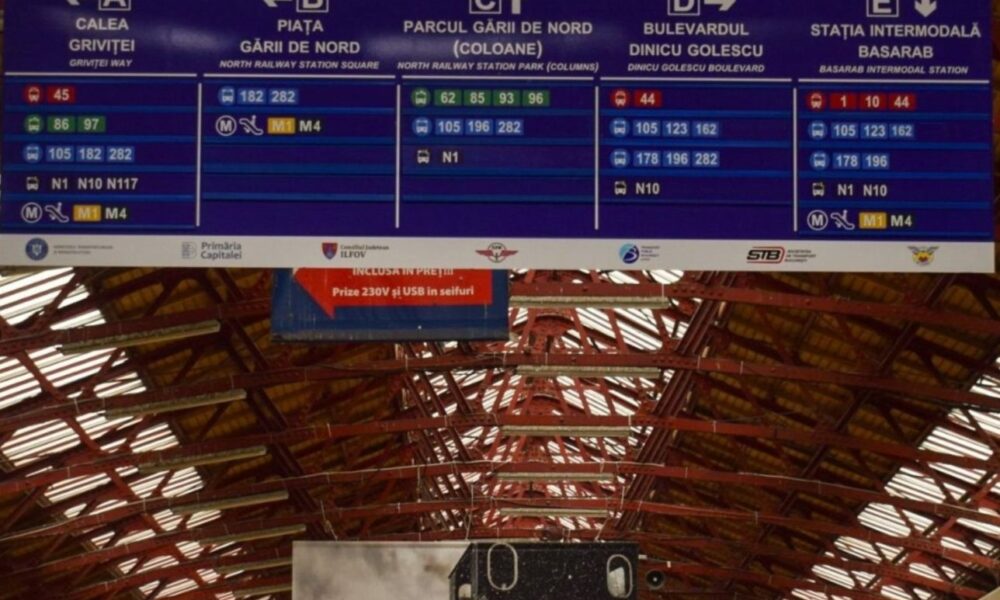 A
CALEA
GRIVIȚEI
GRIVIȚEI WAY
45
86 97
105 182 282
N1 N10 N117
M M1 M4
B
PIAȚA
GĂRII DE NORD
NORTH RAILWAY STATION SQUARE
182 282
M M1 M4
C
PARCUL GĂRII DE NORD
(COLOANE)
NORTH RAILWAY STATION PARK (COLUMNS)
62 85 93 96
105 196 282
N1
D
BULEVARDUL
DINICU GOLESCU
DINICU GOLESCU BOULEVARD
44
105 123 162
178 196 282
N10
E
STAȚIA INTERMODALĂ
BASARAB
BASARAB INTERMODAL STATION
1 10 44
105 123 162
178 196
N1 N10
M M1 M4
Primăria
Capitalei
Consiliul Județean
ILFOV
STB
INCLUSĂ ÎN PREȚ!!!
Prize 230V și USB in seifuri